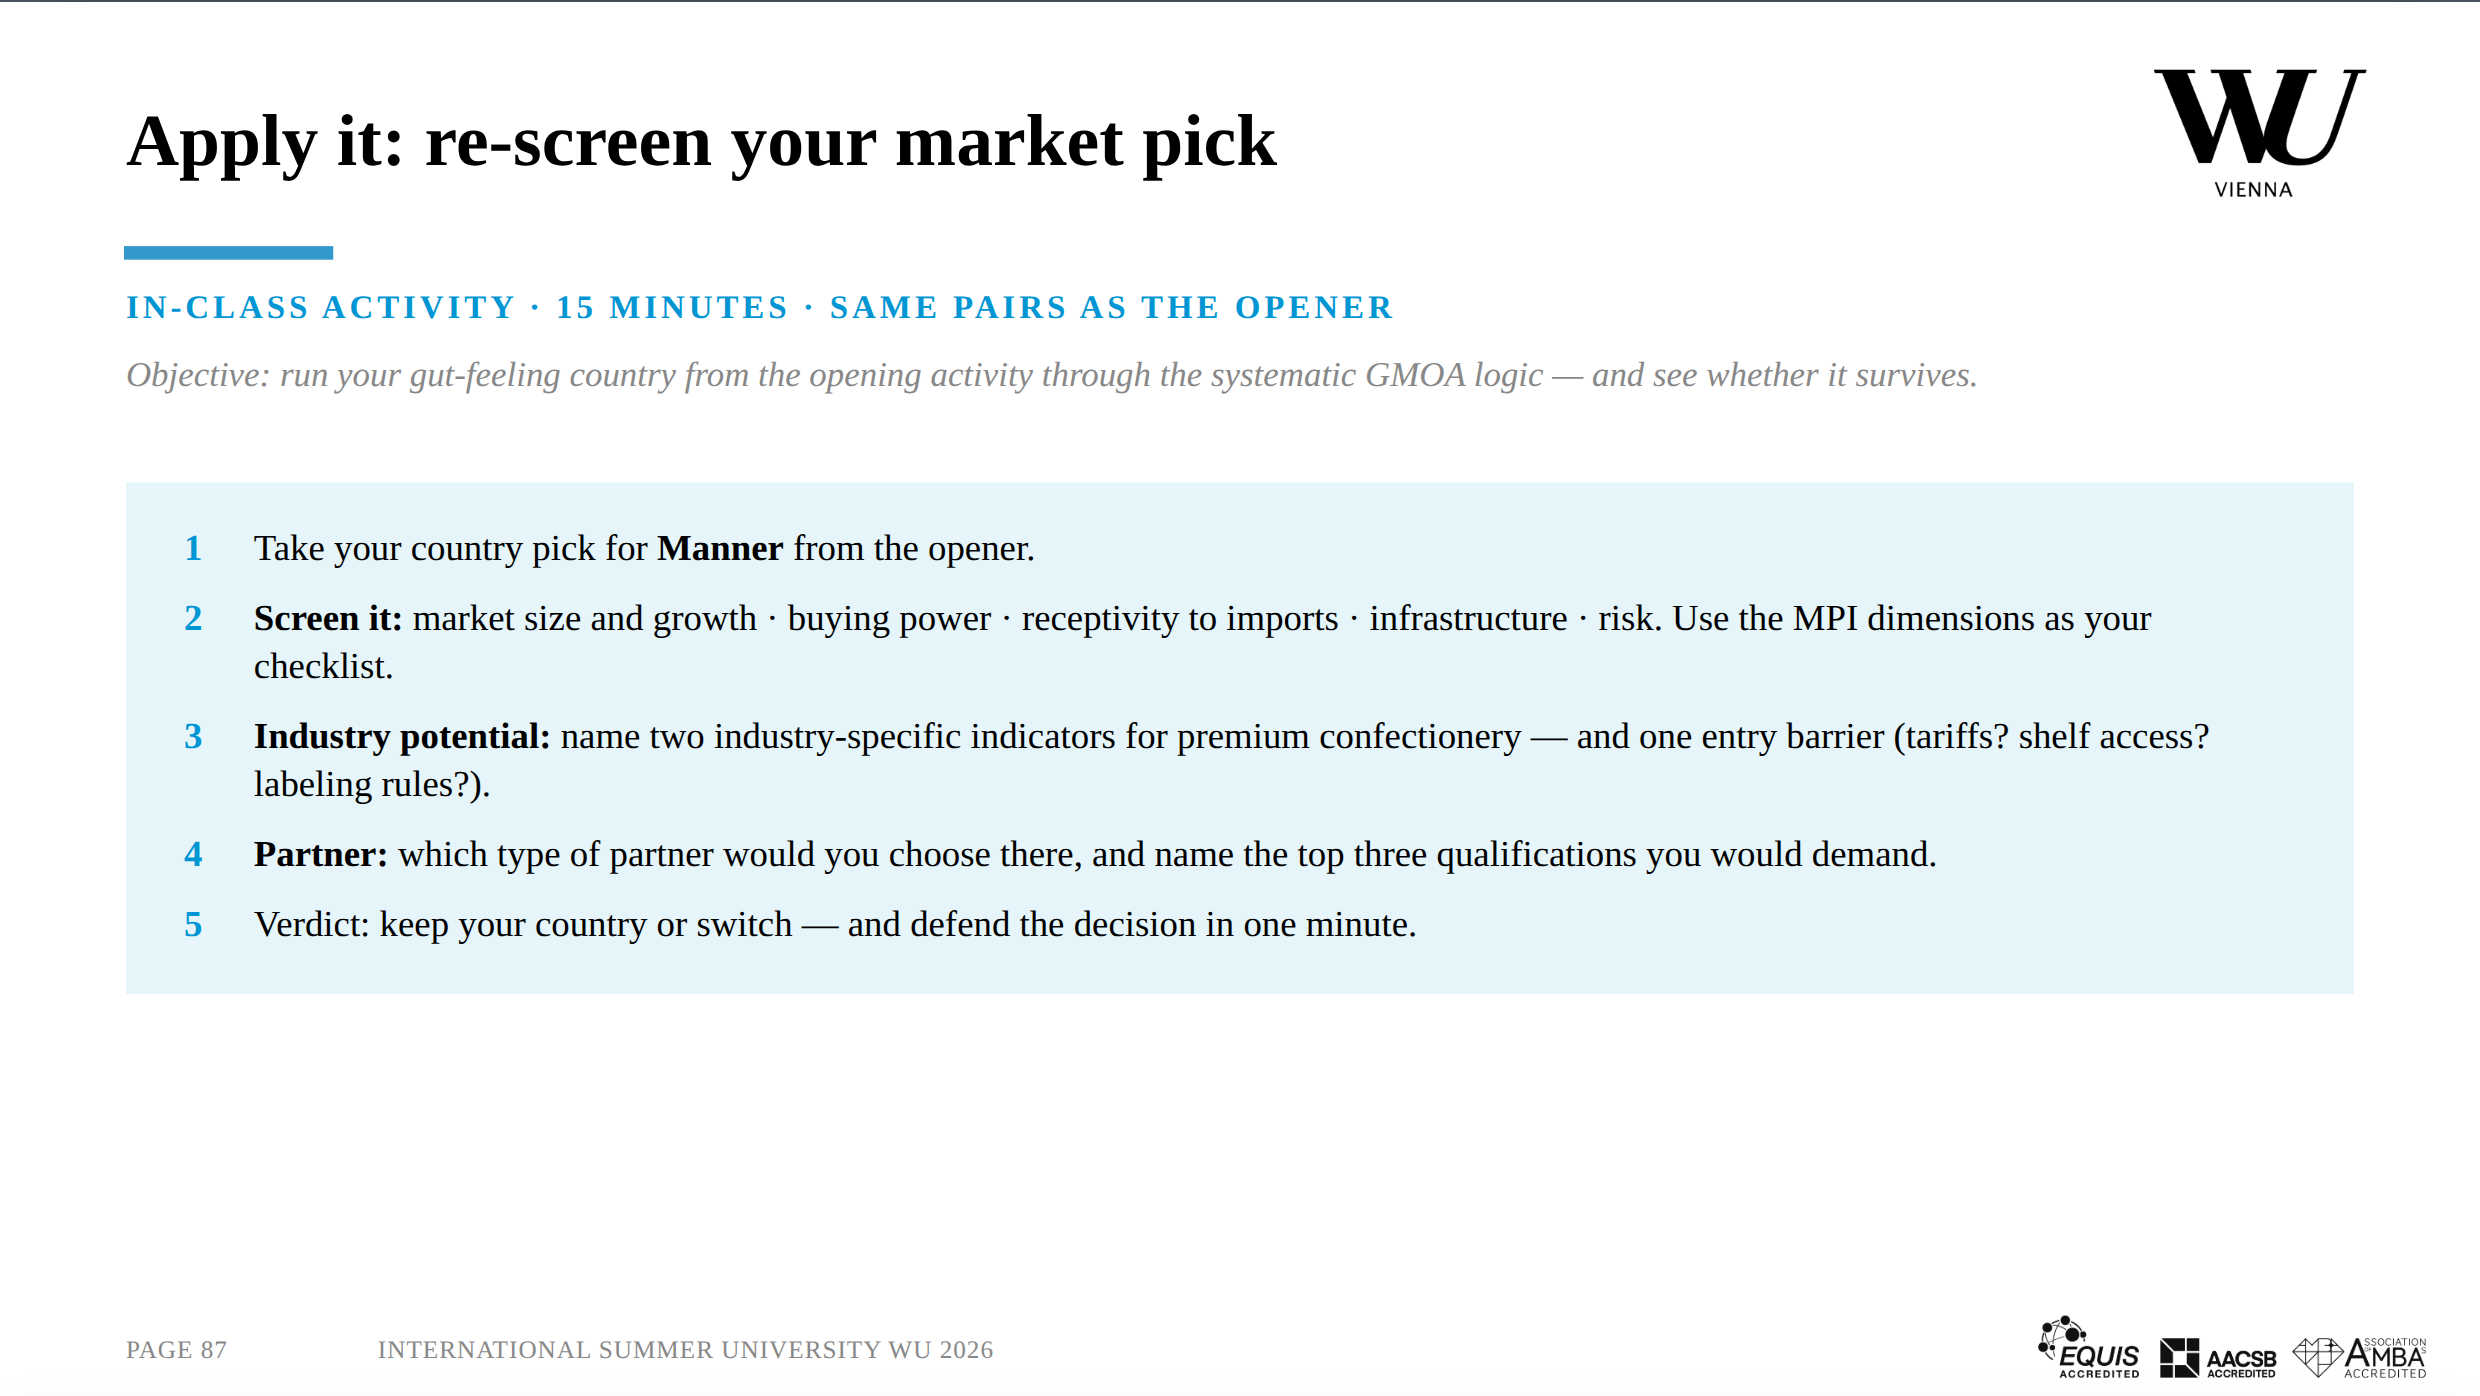 Apply it: re-screen your market pick
WU
VIENNA
IN-CLASS ACTIVITY · 15 MINUTES · SAME PAIRS AS THE OPENER
Objective: run your gut-feeling country from the opening activity through the systematic GMOA logic — and see whether it survives.
1 Take your country pick for Manner from the opener.
2 Screen it: market size and growth · buying power · receptivity to imports · infrastructure · risk. Use the MPI dimensions as your
checklist.
3 Industry potential: name two industry-specific indicators for premium confectionery — and one entry barrier (tariffs? shelf access?
labeling rules?).
4 Partner: which type of partner would you choose there, and name the top three qualifications you would demand.
5 Verdict: keep your country or switch — and defend the decision in one minute.
PAGE 87 INTERNATIONAL SUMMER UNIVERSITY WU 2026
EQUIS
ACCREDITED
AACSB
ACCREDITED
ASSOCIATION
OF MBAS
ACCREDITED